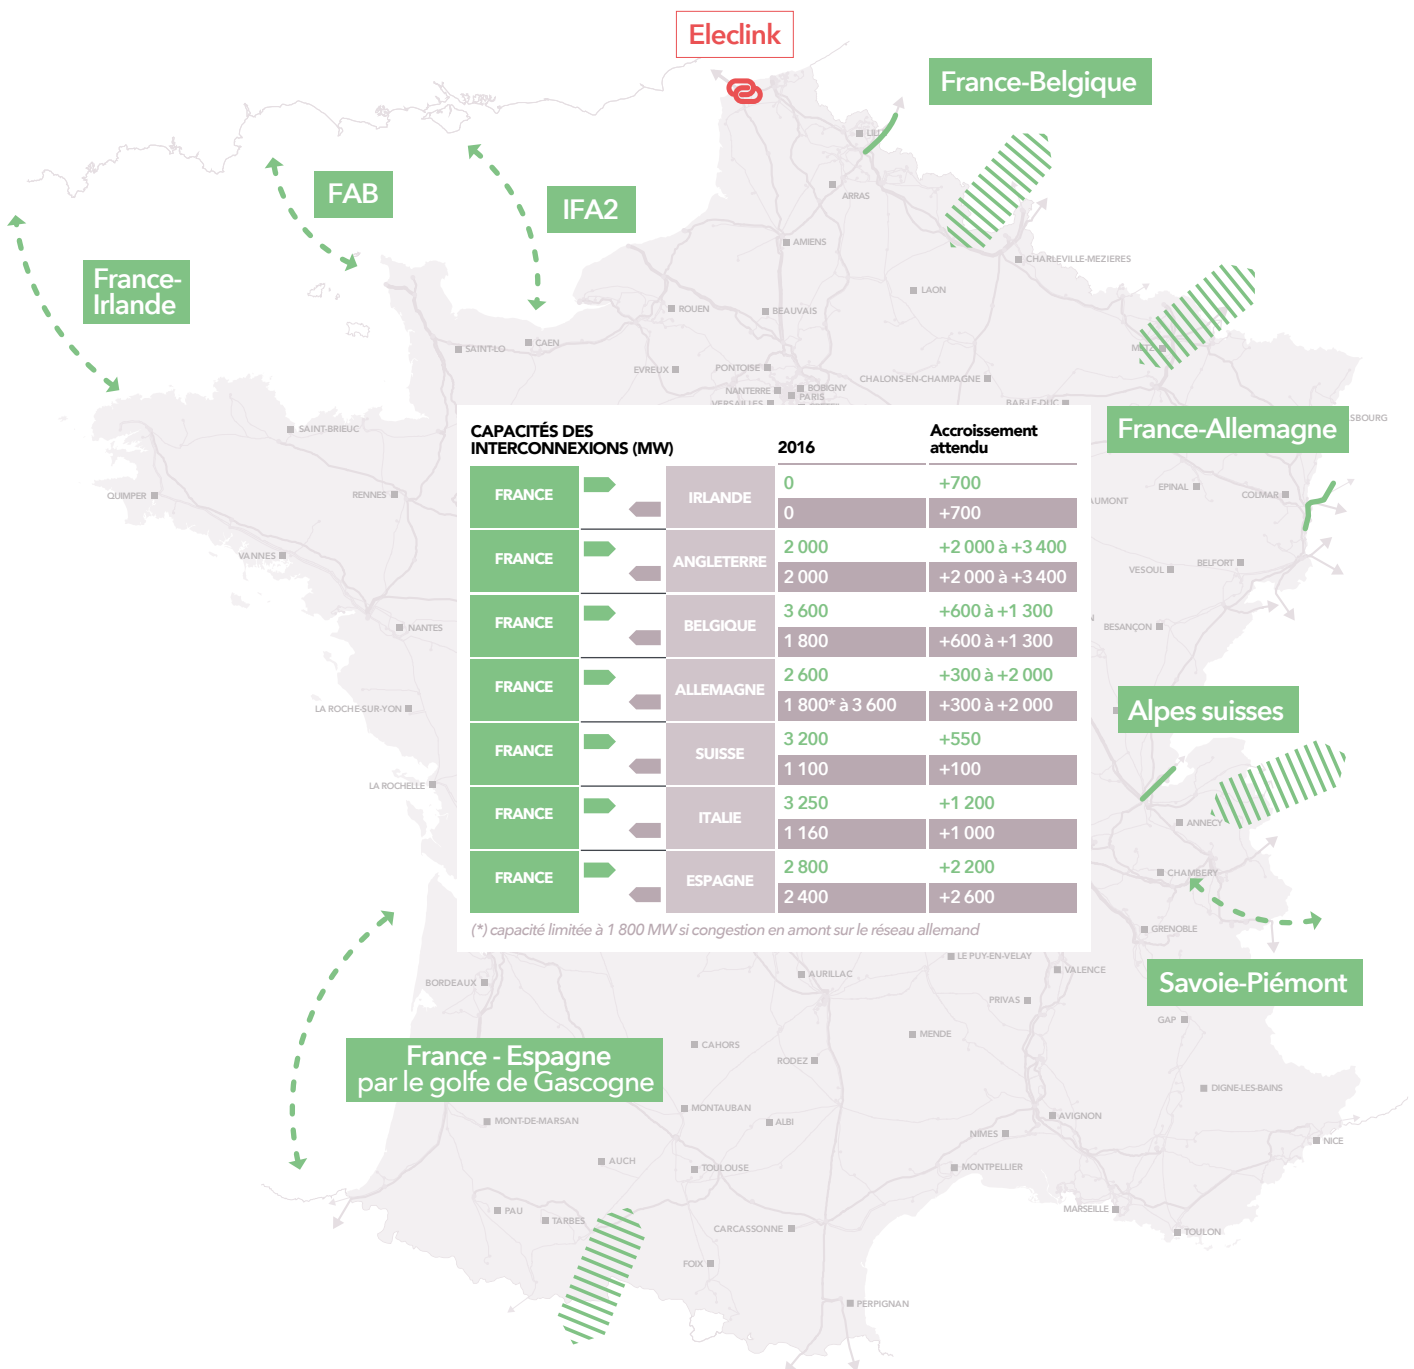 Eleclink
France-Belgique
FAB
IFA2
France-
Irlande
LILLE
ARRAS
AMIENS
CHARLEVILLE-MEZIERES
LAON
ROUEN
BEAUVAIS
SAINT-LO
CAEN
METZ
EVREUX
PONTOISE
CHALONS-EN-CHAMPAGNE
NANTERRE
BOBIGNY
PARIS
VERSAILLES
BAR-LE-DUC
SBOURG
France-Allemagne
SAINT-BRIEUC
QUIMPER
RENNES
EPINAL
COLMAR
AUMONT
VANNES
VESOUL
BELFORT
NANTES
BESANÇON
LA ROCHE-SUR-YON
Alpes suisses
LA ROCHELLE
ANNECY
CHAMBERY
GRENOBLE
CAPACITÉS DES
INTERCONNEXIONS (MW)
2016
Accroissement
attendu
FRANCE
IRLANDE
0
+700
0
+700
FRANCE
ANGLETERRE
2 000
+2 000 à +3 400
2 000
+2 000 à +3 400
FRANCE
BELGIQUE
3 600
+600 à +1 300
1 800
+600 à +1 300
FRANCE
ALLEMAGNE
2 600
+300 à +2 000
1 800* à 3 600
+300 à +2 000
FRANCE
SUISSE
3 200
+550
1 100
+100
FRANCE
ITALIE
3 250
+1 200
1 160
+1 000
FRANCE
ESPAGNE
2 800
+2 200
2 400
+2 600
(*) capacité limitée à 1 800 MW si congestion en amont sur le réseau allemand
LE PUY-EN-VELAY
AURILLAC
VALENCE
BORDEAUX
PRIVAS
Savoie-Piémont
GAP
MENDE
CAHORS
RODEZ
France - Espagne
par le golfe de Gascogne
DIGNE-LES-BAINS
MONTAUBAN
MONT-DE-MARSAN
ALBI
AVIGNON
NIMES
NICE
AUCH
TOULOUSE
MONTPELLIER
PAU
TARBES
CARCASSONNE
MARSEILLE
TOULON
FOIX
PERPIGNAN